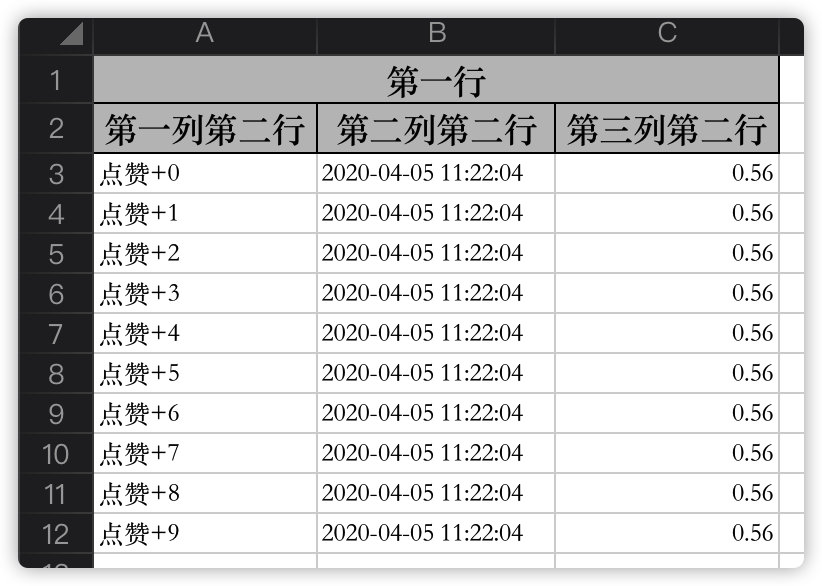 A B C
1 第一行
2 第一列第二行 第二列第二行 第三列第二行
3 点赞+0 2020-04-05 11:22:04 0.56
4 点赞+1 2020-04-05 11:22:04 0.56
5 点赞+2 2020-04-05 11:22:04 0.56
6 点赞+3 2020-04-05 11:22:04 0.56
7 点赞+4 2020-04-05 11:22:04 0.56
8 点赞+5 2020-04-05 11:22:04 0.56
9 点赞+6 2020-04-05 11:22:04 0.56
10 点赞+7 2020-04-05 11:22:04 0.56
11 点赞+8 2020-04-05 11:22:04 0.56
12 点赞+9 2020-04-05 11:22:04 0.56